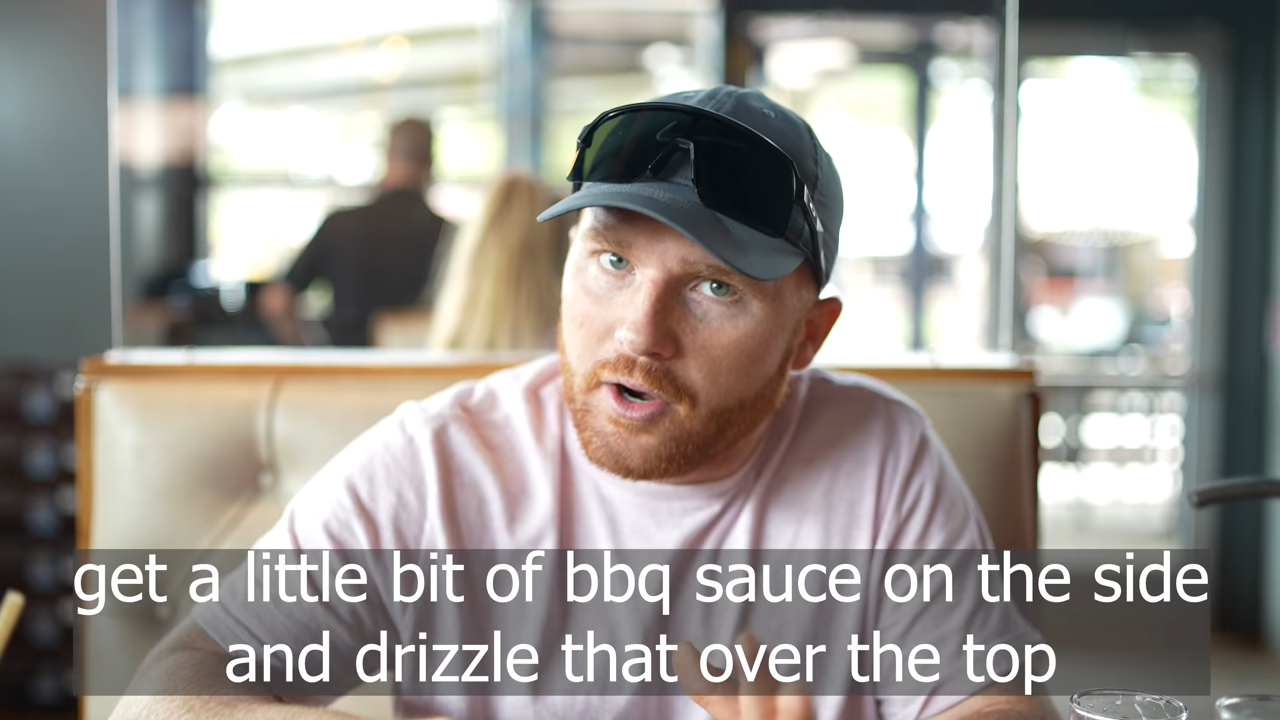 get a little bit of bbq sauce on the side
and drizzle that over the top